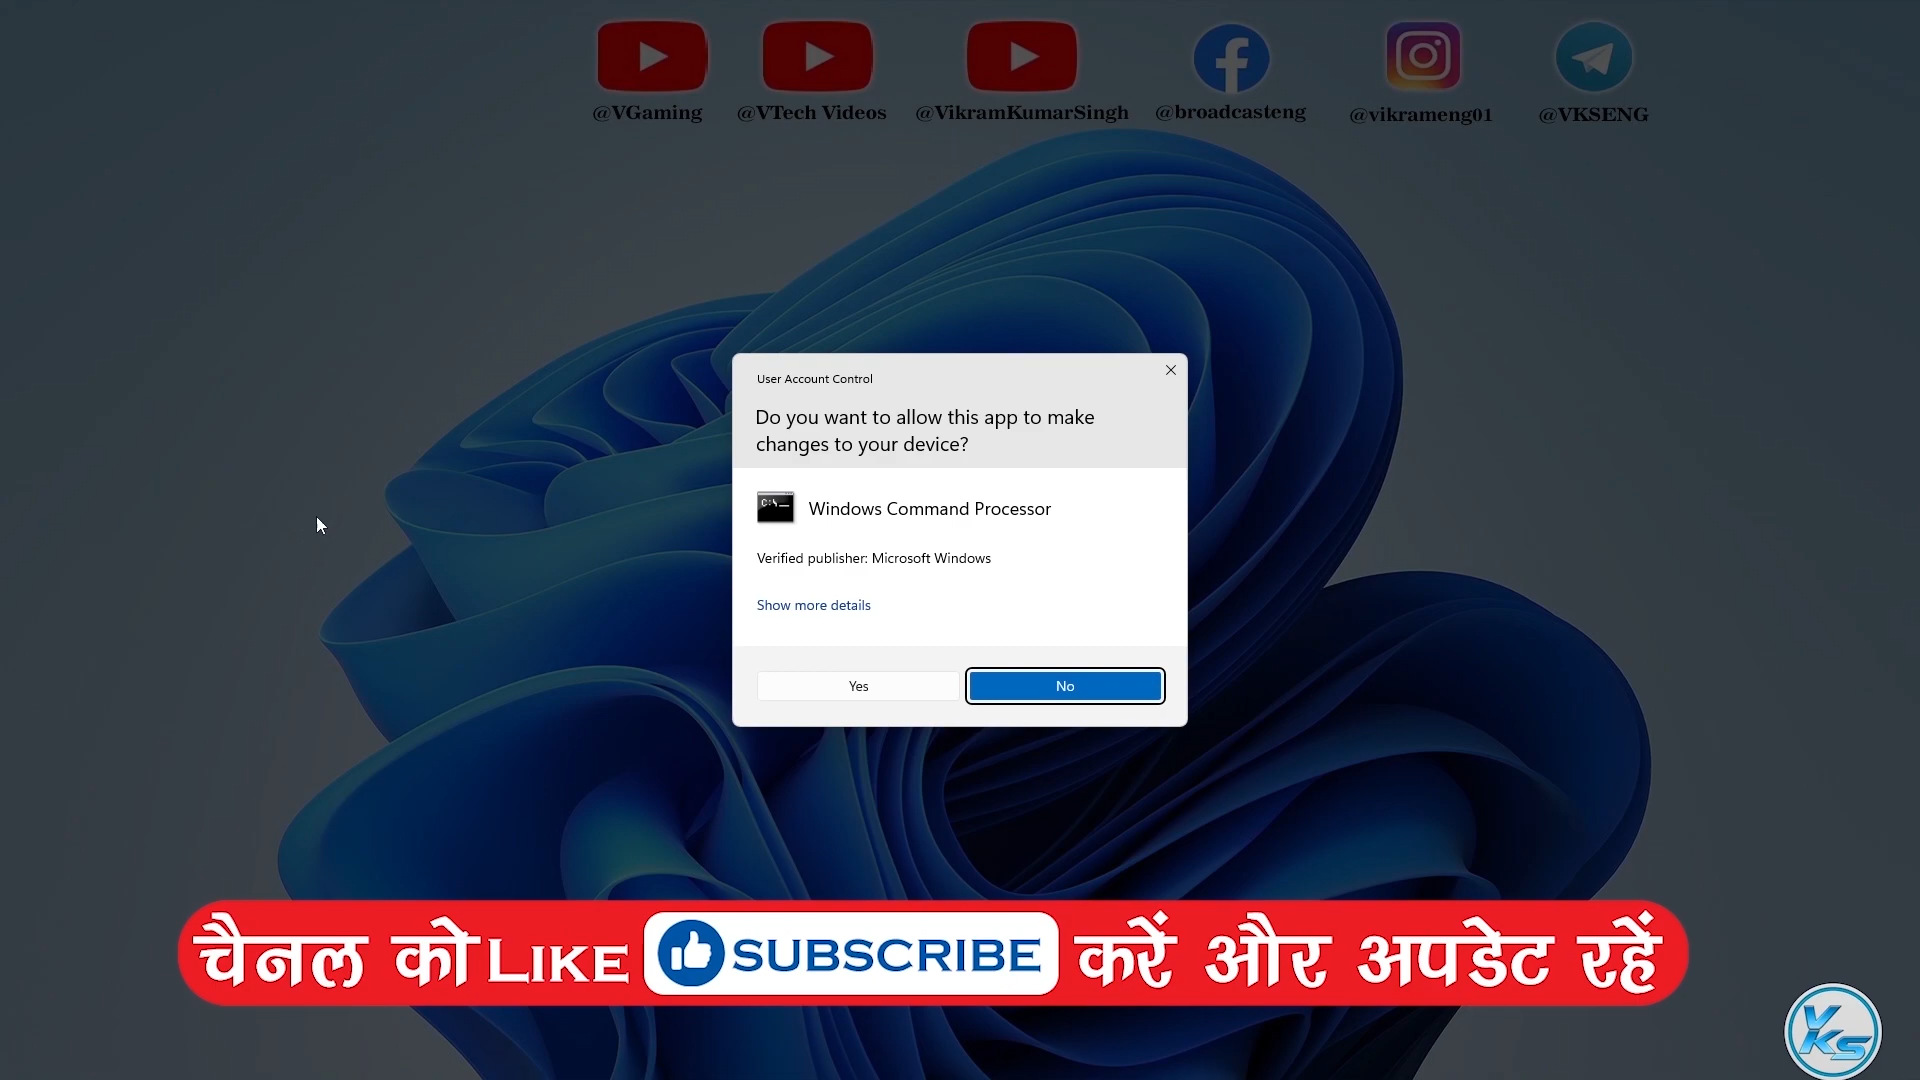 @VGaming @VTech Videos @VikramKumarSingh @broadcasteng @vikrameng01 @VKSENG
User Account Control
Do you want to allow this app to make
changes to your device?
C:\_
Windows Command Processor
Verified publisher: Microsoft Windows
Show more details
Yes No
चैनल को LIKE SUBSCRIBE करें और अपडेट रहें
VKS